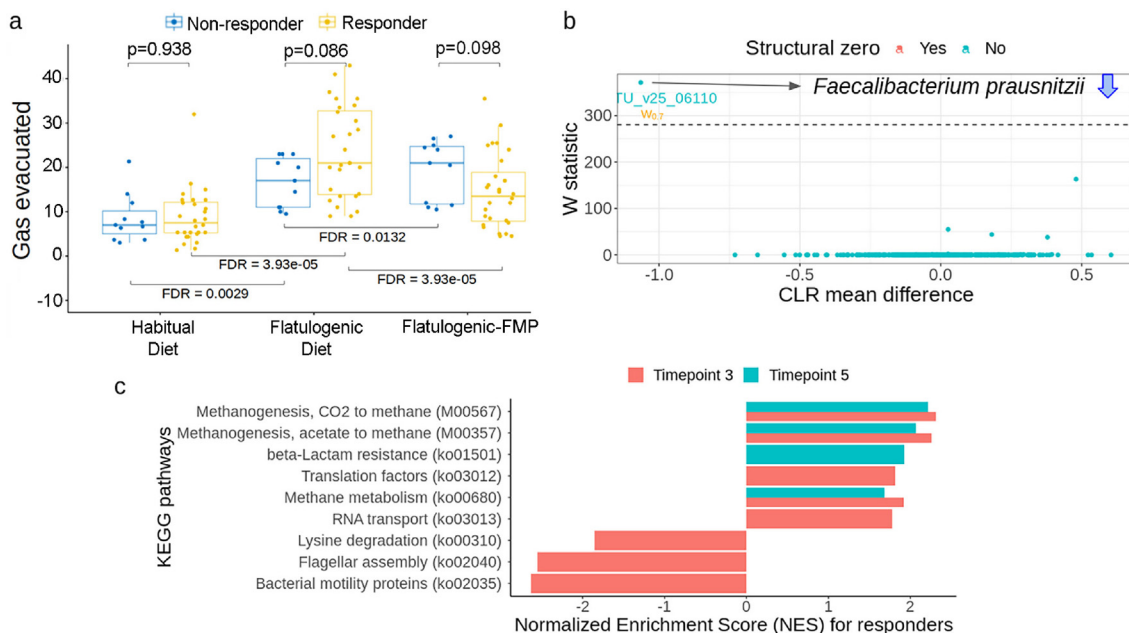 a
Non-responder Responder
p=0.938
p=0.086
p=0.098
Gas evacuated
40
30
20
10
0
-10
FDR = 0.0132
FDR = 3.93e-05
FDR = 3.93e-05
FDR = 0.0029
Habitual
Diet
Flatulogenic
Diet
Flatulogenic-FMP
b
Structural zero a Yes a No
Faecalibacterium prausnitzii
TU_v25_06110
W0.7
W statistic
300
200
100
0
-1.0 -0.5 0.0 0.5
CLR mean difference
c
Timepoint 3 Timepoint 5
KEGG pathways
Methanogenesis, CO2 to methane (M00567)
Methanogenesis, acetate to methane (M00357)
beta-Lactam resistance (ko01501)
Translation factors (ko03012)
Methane metabolism (ko00680)
RNA transport (ko03013)
Lysine degradation (ko00310)
Flagellar assembly (ko02040)
Bacterial motility proteins (ko02035)
-2 -1 0 1 2
Normalized Enrichment Score (NES) for responders